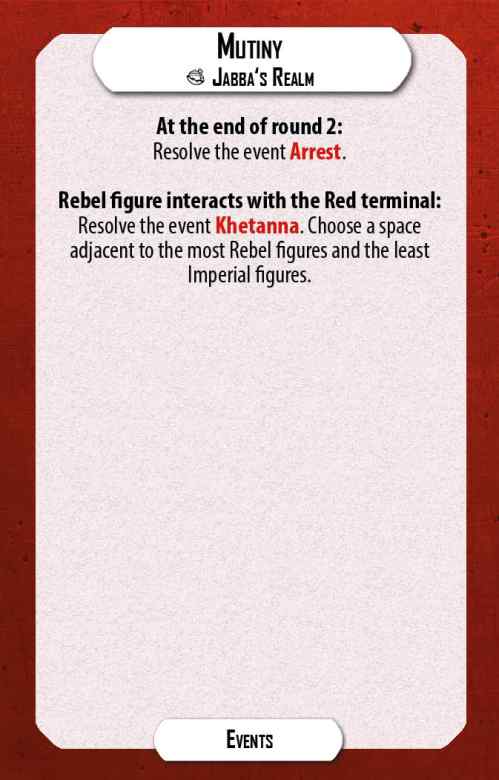 Mutiny
Jabba's Realm
At the end of round 2:
Resolve the event Arrest.
Rebel figure interacts with the Red terminal:
Resolve the event Khetanna. Choose a space
adjacent to the most Rebel figures and the least
Imperial figures.
Events